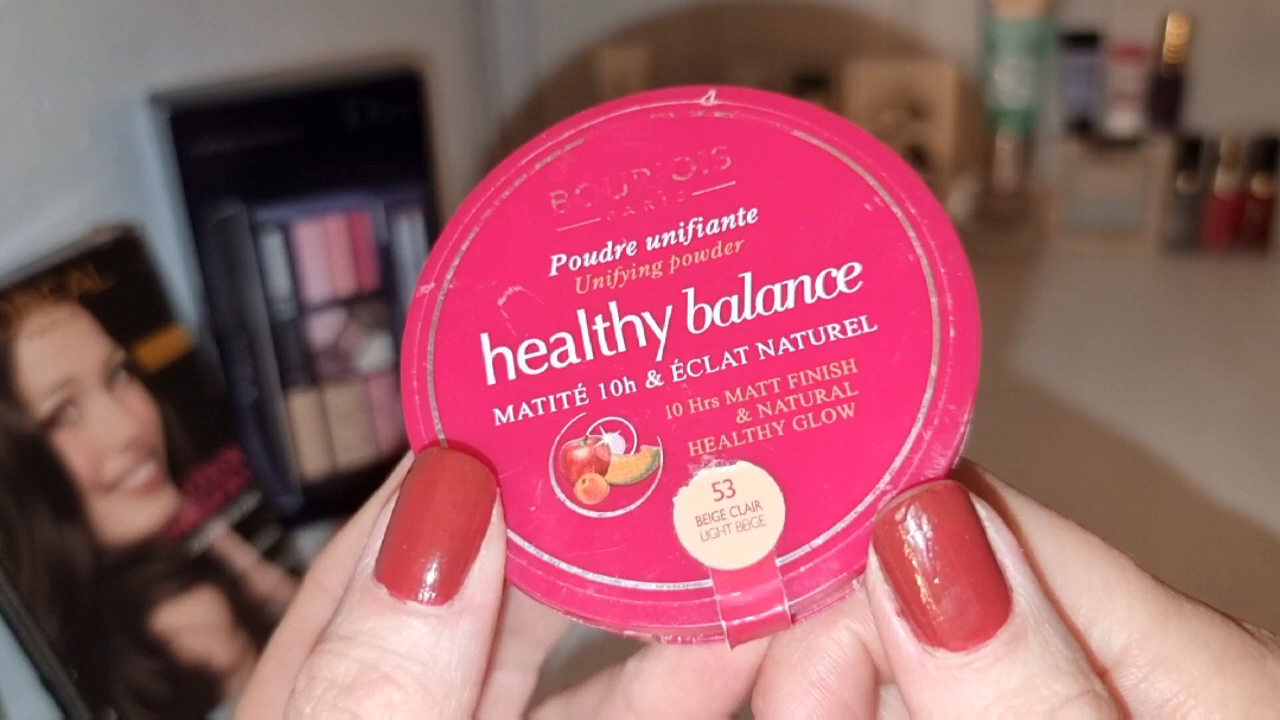 BOURJOIS
PARIS
Poudre unifiante
Unifying powder
healthy balance
MATITÉ 10h & ÉCLAT NATUREL
10 Hrs MATT FINISH
& NATURAL
HEALTHY GLOW
53
BEIGE CLAIR
LIGHT BEIGE